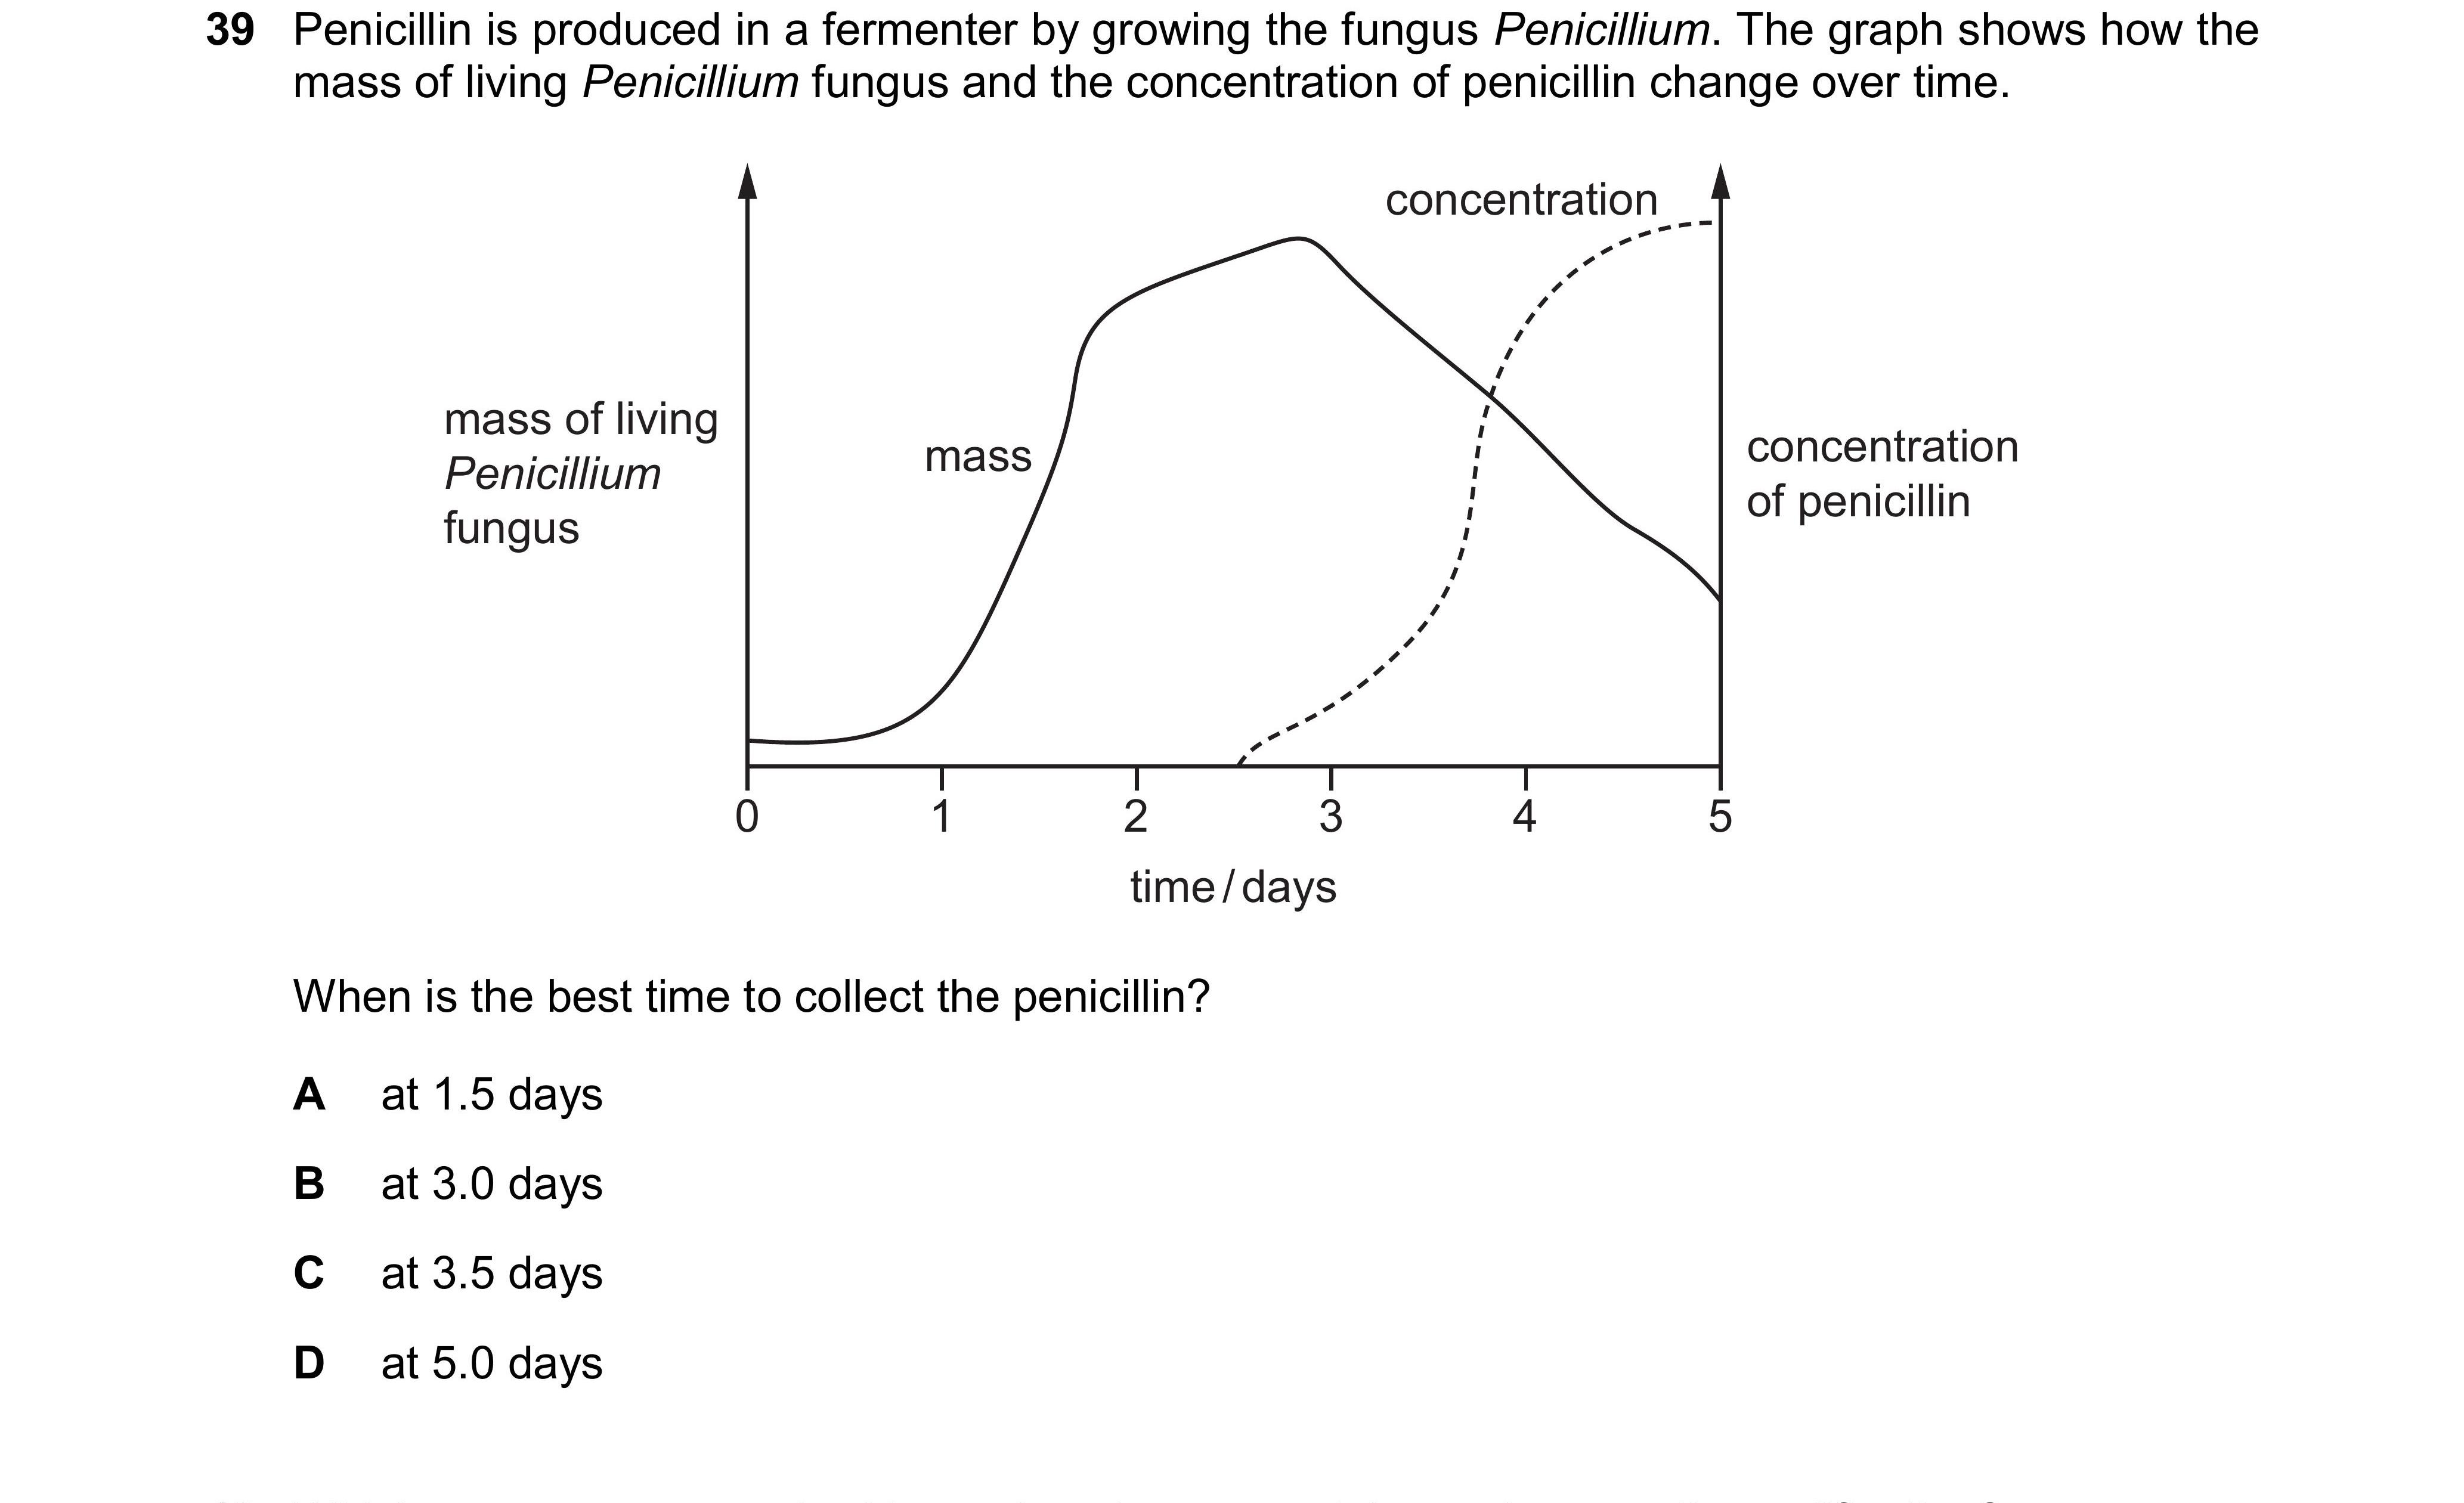 39 Penicillin is produced in a fermenter by growing the fungus Penicillium. The graph shows how the
mass of living Penicillium fungus and the concentration of penicillin change over time.
concentration
mass of living
Penicillium
fungus
mass
concentration
of penicillin
0 1 2 3 4 5
time / days
When is the best time to collect the penicillin?
A at 1.5 days
B at 3.0 days
C at 3.5 days
D at 5.0 days